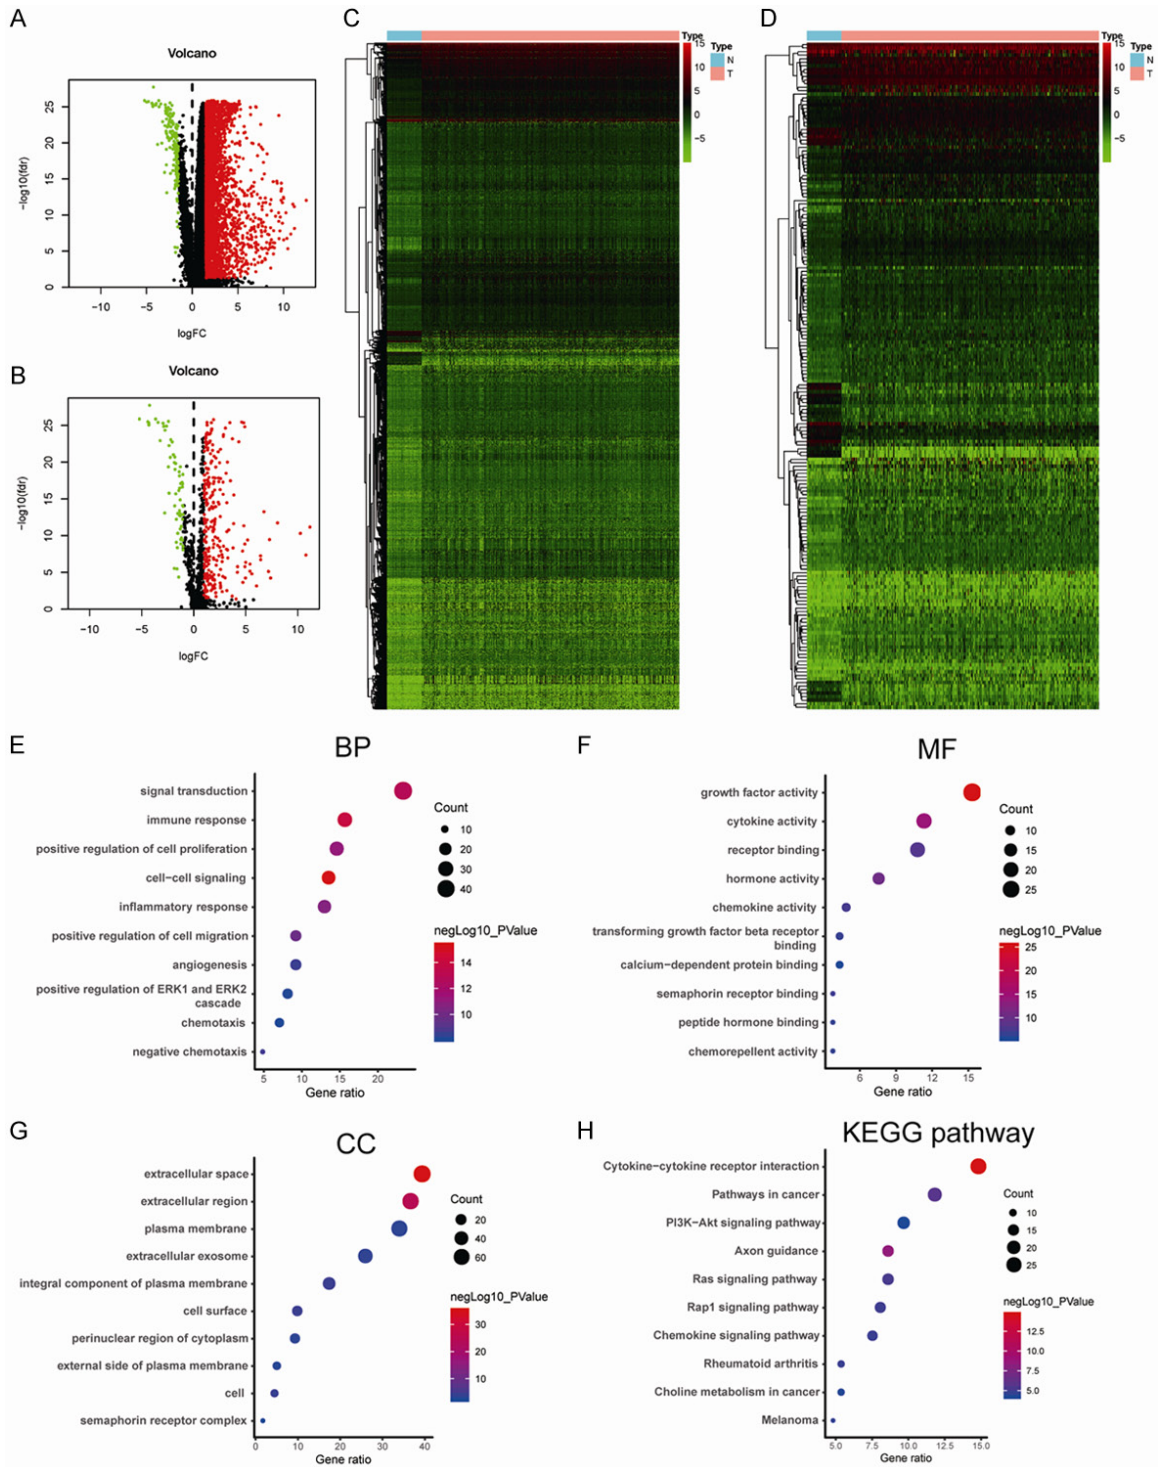 A
Volcano
25
20
15
10
5
0
−log10(fdr)
−10
−5
0
5
10
logFC
B
Volcano
25
20
15
10
5
0
−log10(fdr)
−10
−5
0
5
10
logFC
C
Type
15
10
5
0
−5
Type
N
T
D
Type
15
10
5
0
−5
Type
N
T
E
BP
signal transduction
immune response
positive regulation of cell proliferation
cell−cell signaling
inflammatory response
positive regulation of cell migration
angiogenesis
positive regulation of ERK1 and ERK2
cascade
chemotaxis
negative chemotaxis
5
10
15
20
Gene ratio
Count
10
20
30
40
negLog10_PValue
14
12
10
F
MF
growth factor activity
cytokine activity
receptor binding
hormone activity
chemokine activity
transforming growth factor beta receptor
binding
calcium−dependent protein binding
semaphorin receptor binding
peptide hormone binding
chemorepellent activity
6
9
12
15
Gene ratio
Count
10
15
20
25
negLog10_PValue
25
20
15
10
G
CC
extracellular space
extracellular region
plasma membrane
extracellular exosome
integral component of plasma membrane
cell surface
perinuclear region of cytoplasm
external side of plasma membrane
cell
semaphorin receptor complex
0
10
20
30
40
Gene ratio
Count
20
40
60
negLog10_PValue
30
20
10
H
KEGG pathway
Cytokine−cytokine receptor interaction
Pathways in cancer
PI3K−Akt signaling pathway
Axon guidance
Ras signaling pathway
Rap1 signaling pathway
Chemokine signaling pathway
Rheumatoid arthritis
Choline metabolism in cancer
Melanoma
5.0
7.5
10.0
12.5
15.0
Gene ratio
Count
10
15
20
25
negLog10_PValue
12.5
10.0
7.5
5.0